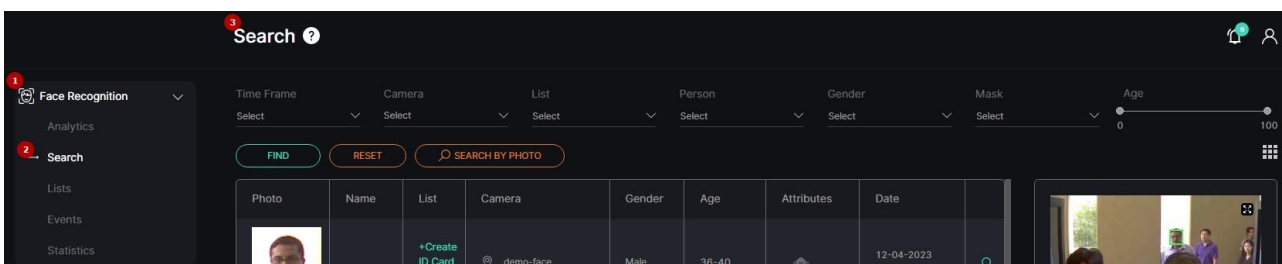 3
Search ?
0
1
Face Recognition
Time Frame Camera List Person Gender Mask Age
Select Select Select Select Select Select
0 100
Analytics
2
Search
FIND RESET SEARCH BY PHOTO
Lists
Photo Name List Camera Gender Age Attributes Date
Events
Statistics
+Create
ID Card demo-face Male 36-40 12-04-2023